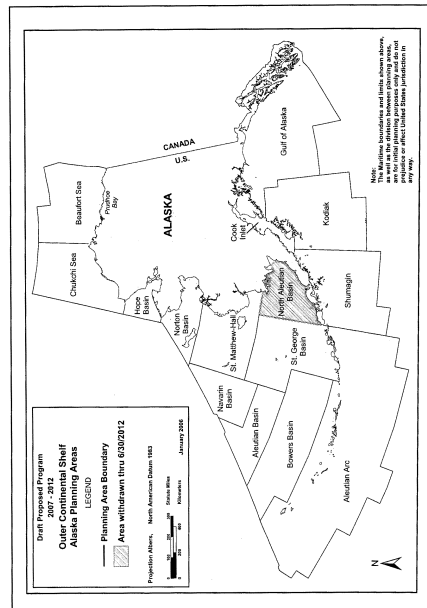 Draft Proposed Program
2007 - 2012
Outer Continental Shelf
Alaska Planning Areas
LEGEND
Planning Area Boundary
Area withdrawn thru 6/30/2012
Projection Albers, North American Datum 1983
Statute Miles
Kilometers
January 2006
Chukchi Sea
Beaufort Sea
Prudhoe
Bay
Hope
Basin
Norton
Basin
ALASKA
CANADA
U.S.
Navarin
Basin
St. Matthew-Hall
Aleutian Basin
Bowers Basin
St. George
Basin
North Aleutian
Basin
Cook
Inlet
Gulf of Alaska
Kodiak
Shumagin
Aleutian Arc
N
Note:
The Maritime boundaries and limits shown above,
as well as the division between planning areas,
are for initial planning purposes only and do not
prejudice or affect United States jurisdiction in
any way.